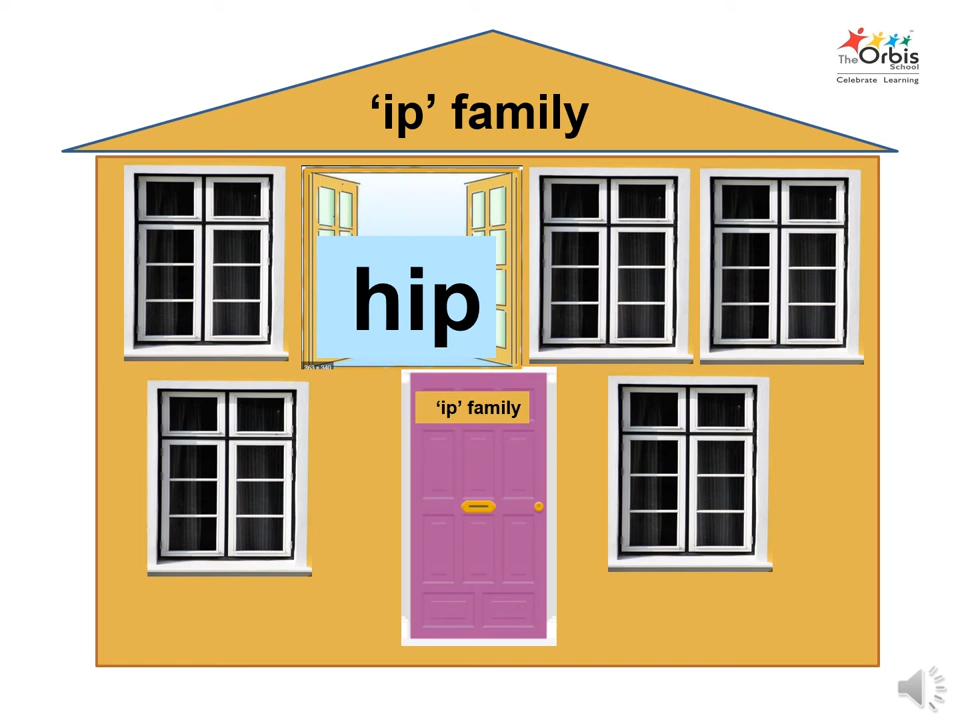 The Orbis
School
Celebrate Learning
‘ip’ family
hip
‘ip’ family